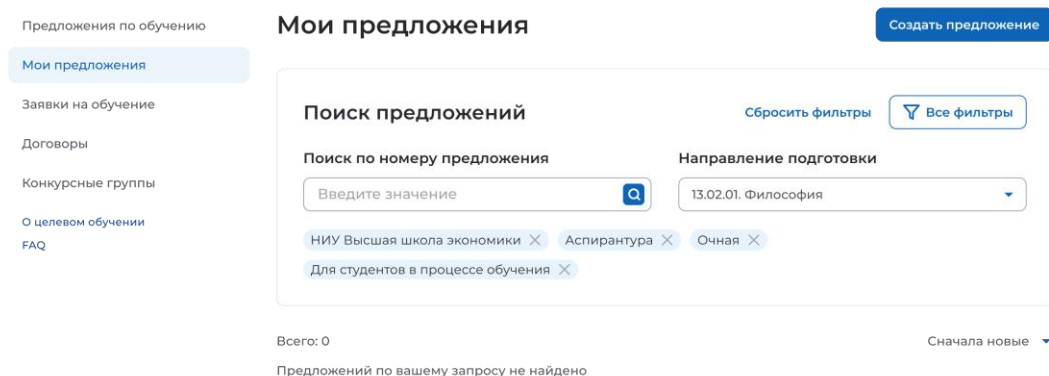 Предложения по обучению
Мои предложения
Заявки на обучение
Договоры
Конкурсные группы
О целевом обучении
FAQ
Мои предложения
Создать предложение
Поиск предложений
Сбросить фильтры
Все фильтры
Поиск по номеру предложения
Направление подготовки
Введите значение
13.02.01. Философия
НИУ Высшая школа экономики
Аспирантура
Очная
Для студентов в процессе обучения
Всего: 0
Сначала новые
Предложений по вашему запросу не найдено